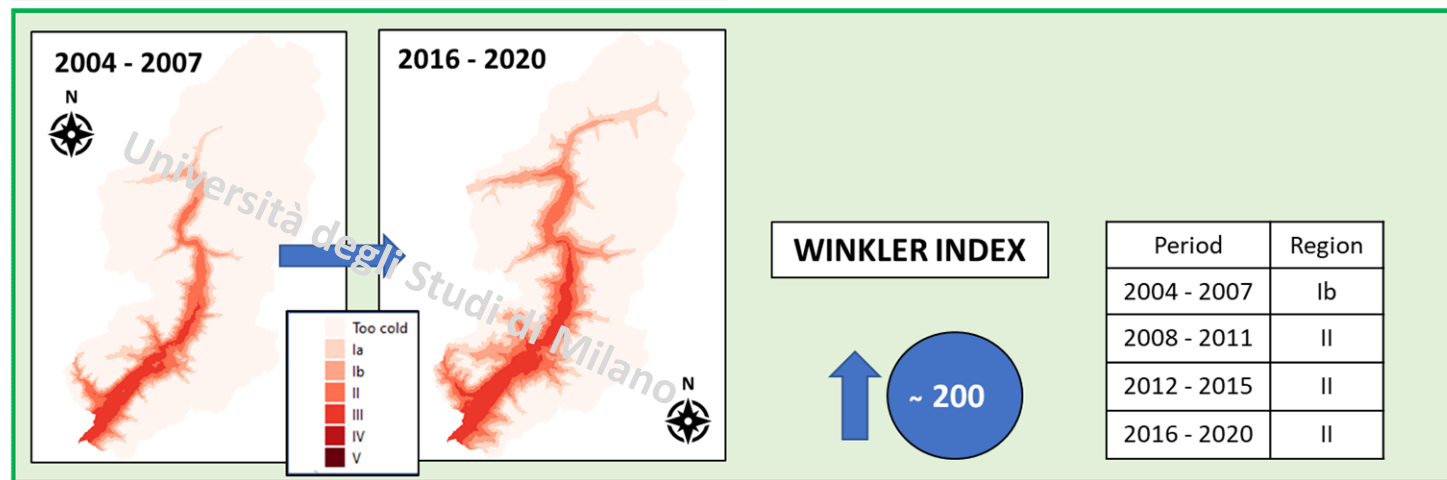 2004 - 2007
N
2016 - 2020
N
Università degli Studi di Milano
Too cold
Ia
Ib
II
III
IV
V
WINKLER INDEX
~ 200
Period Region
2004 - 2007 Ib
2008 - 2011 II
2012 - 2015 II
2016 - 2020 II